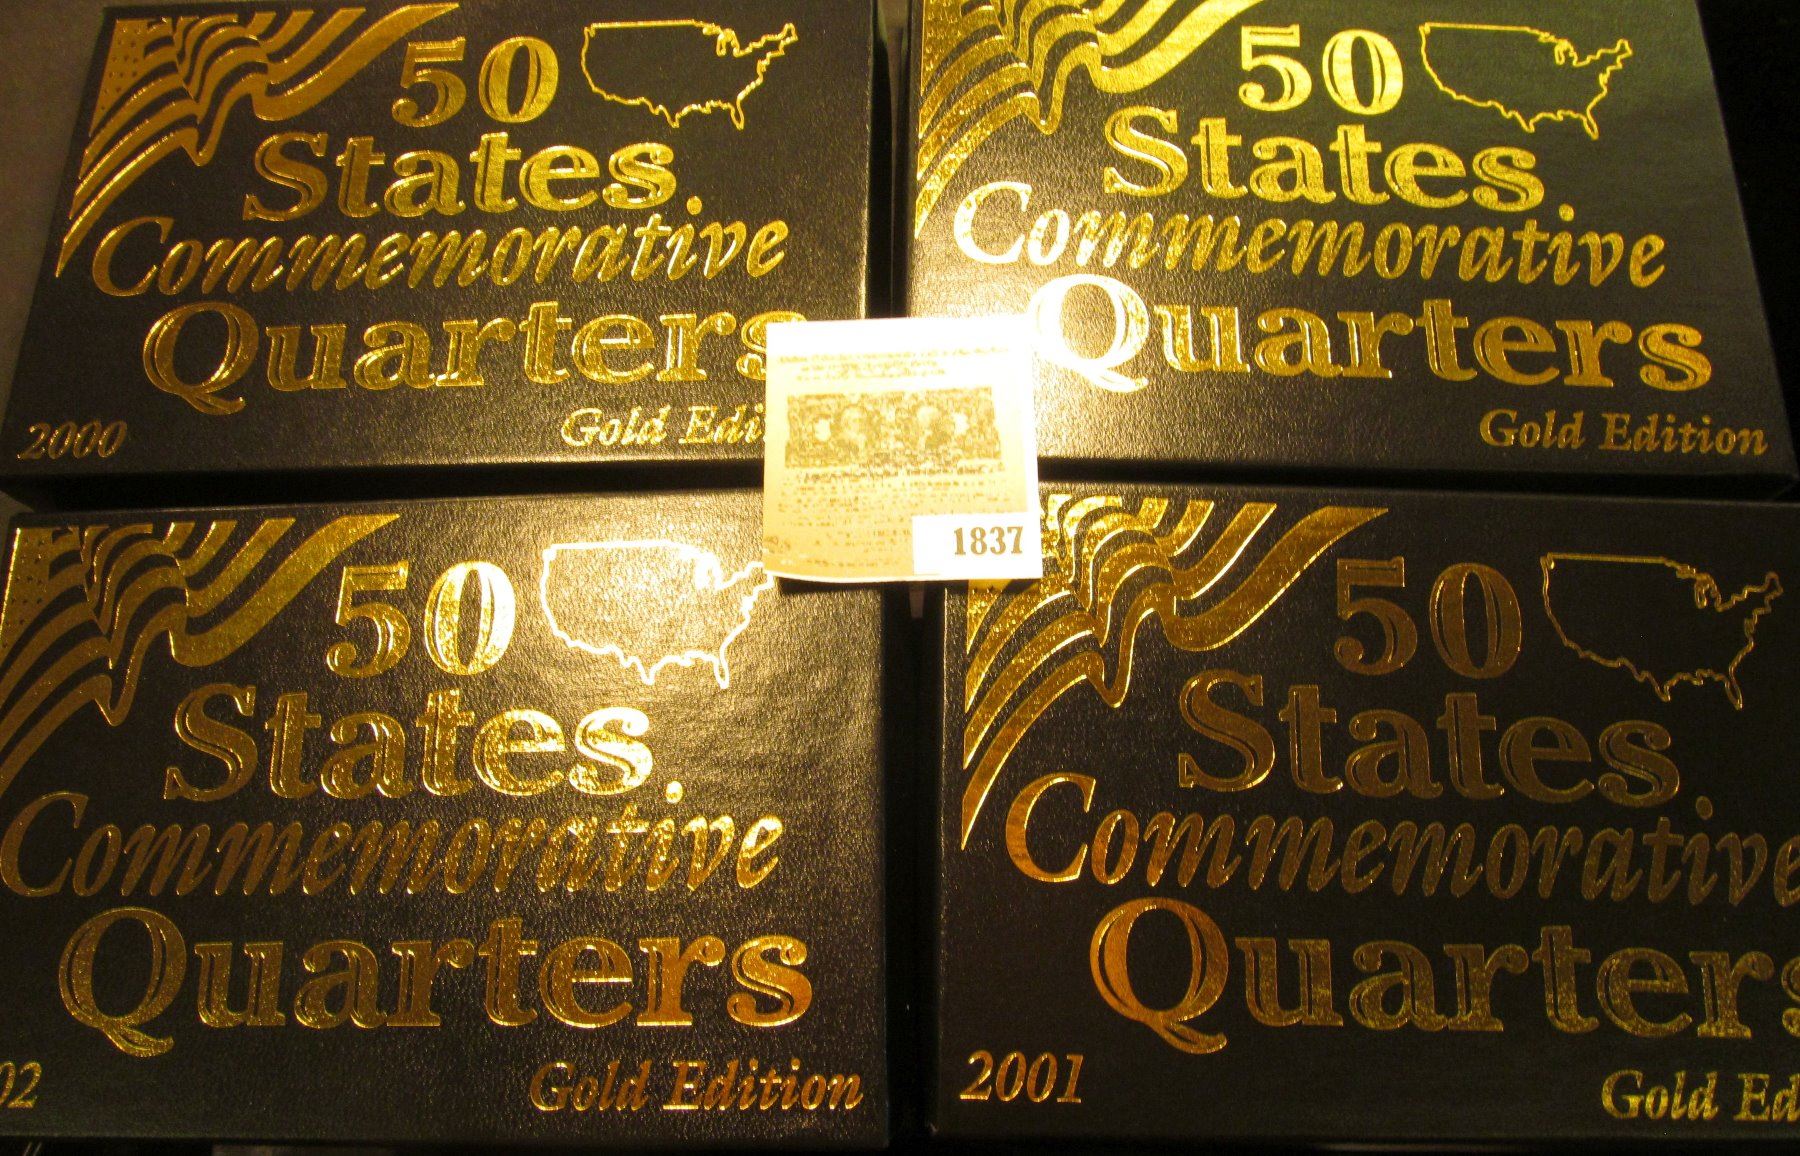 50
States
Commemorative
Quarters
2000
Gold Edi
50
States
Commemorative
Quarters
Gold Edition
1837
50
States
Commemorative
Quarters
02
Gold Edition
50
States
Commemorative
Quarters
2001
Gold Ed